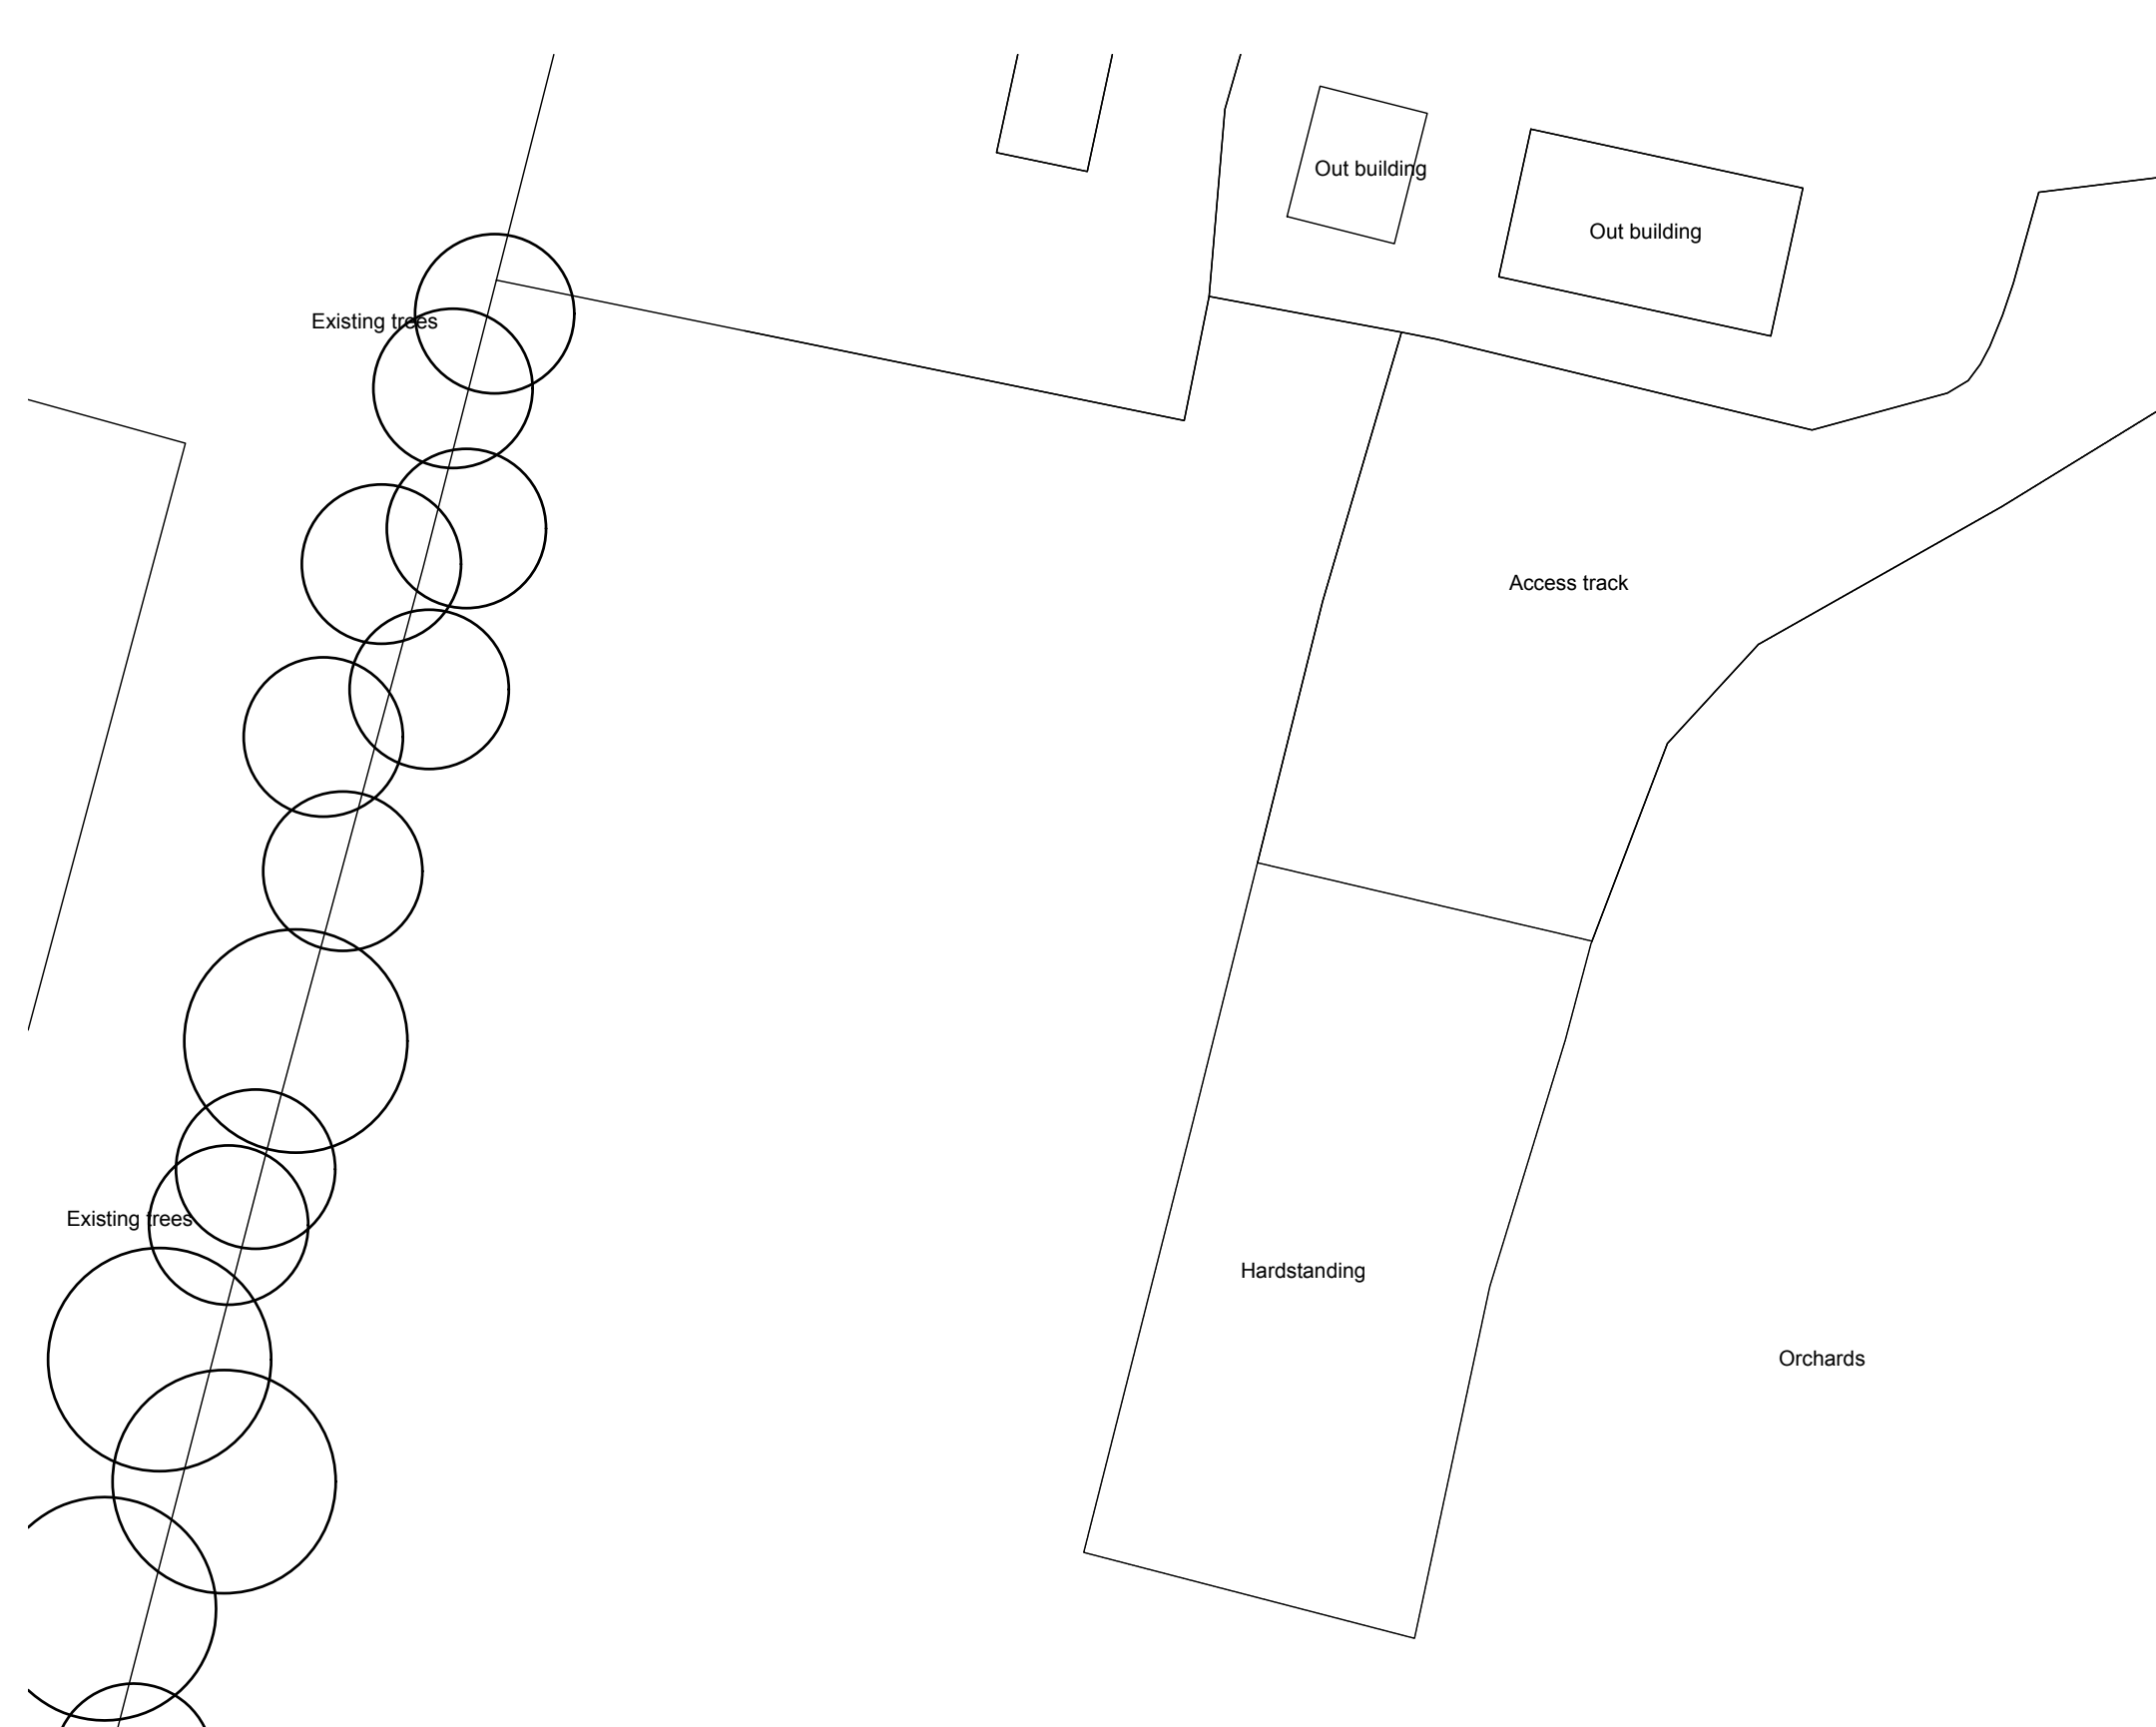 Out building
Out building
Existing trees
Access track
Existing trees
Hardstanding
Orchards